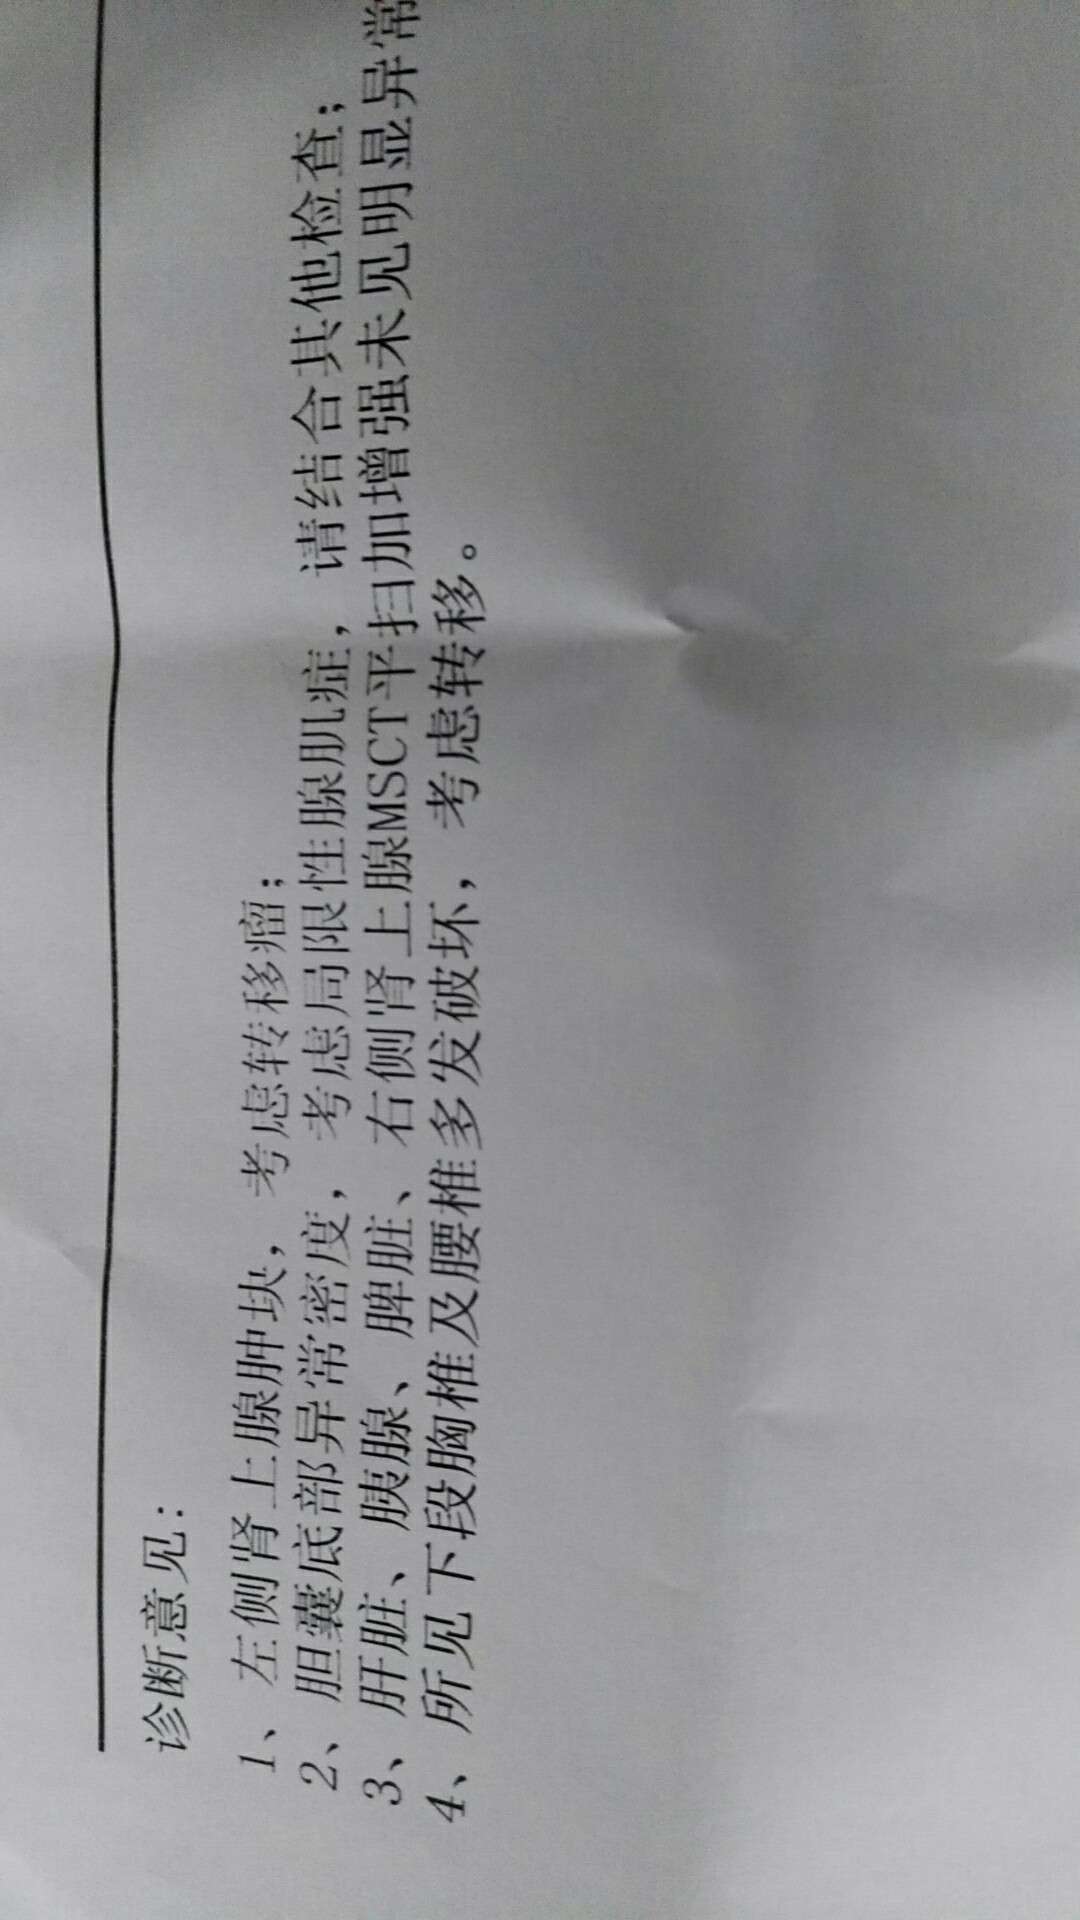 诊断意见：
1、左侧肾上腺肿块，考虑转移瘤；
2、胆囊底部异常密度，考虑局限性腺肌症，请结合其他检查；
3、肝脏、胰腺、脾脏、右侧肾上腺MSCT平扫加增强未见明显异常
4、所见下段胸椎及腰椎多发破坏，考虑转移。